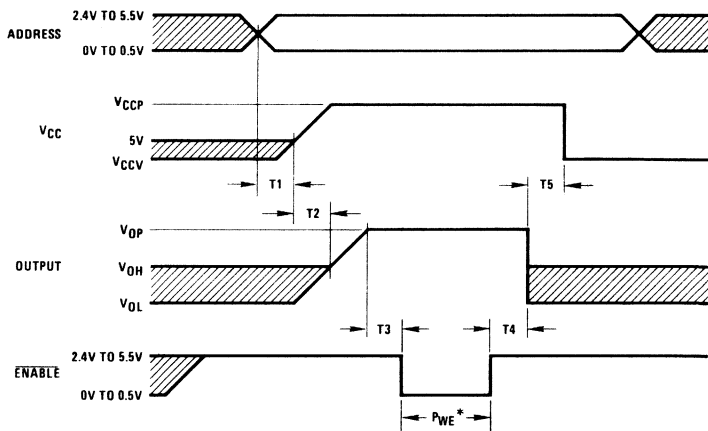 2.4V TO 5.5V
ADDRESS
0V TO 0.5V
VCCP
VCC
5V
VCCV
T1
T5
T2
VOP
OUTPUT
VOH
VOL
T3
T4
2.4V TO 5.5V
ENABLE
0V TO 0.5V
PWE*